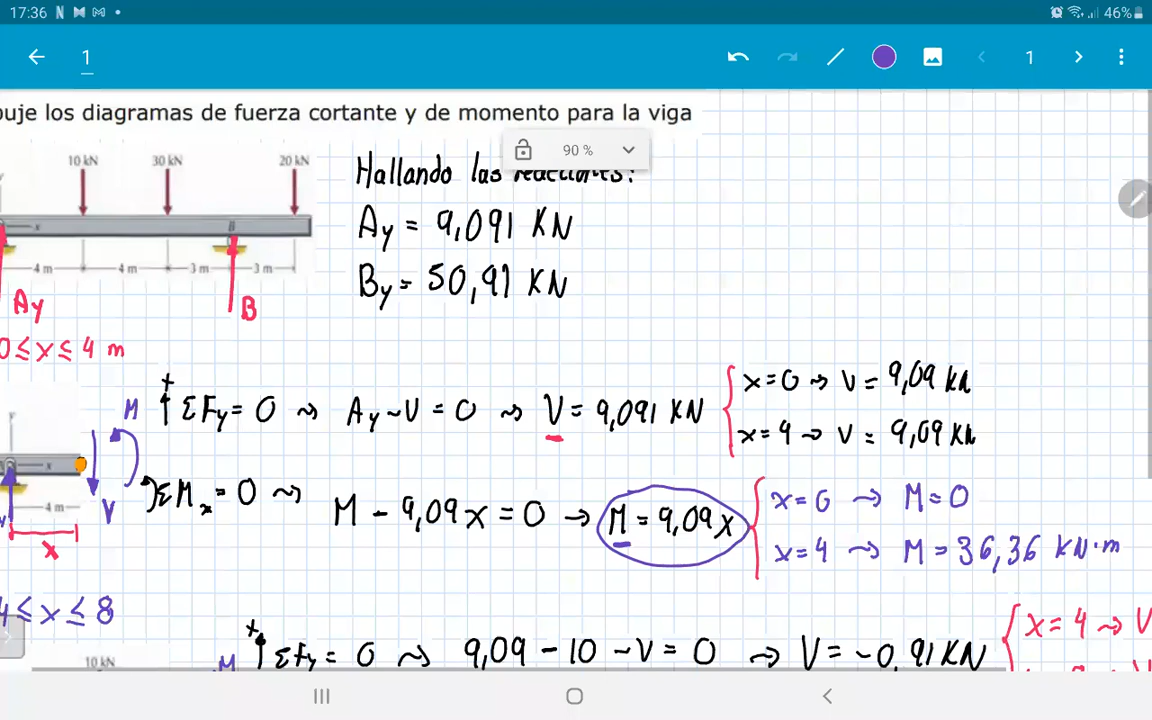 17:36 N 46%
1 1
buje los diagramas de fuerza cortante y de momento para la viga
90 %
10 kN 30 kN 20 kN
Hallando las reacciones:
x B
Ay = 9,091 KN
4 m 4 m 3 m 3 m
By = 50,91 KN
Ay B
0 ≤ x ≤ 4 m
x=0 → V = 9,09 KN
M + ΣFy = 0 → Ay - V = 0 → V = 9,091 KN
x=4 → V = 9,09 KN
x
ΣMx = 0 → M - 9,09x = 0 → M = 9,09x
x=0 → M = 0
4 m V
x
x=4 → M = 36,36 KN·m
4 ≤ x ≤ 8
x = 4 → V
M + ΣFy = 0 → 9,09 - 10 - V = 0 → V = -0,91 KN
10 kN